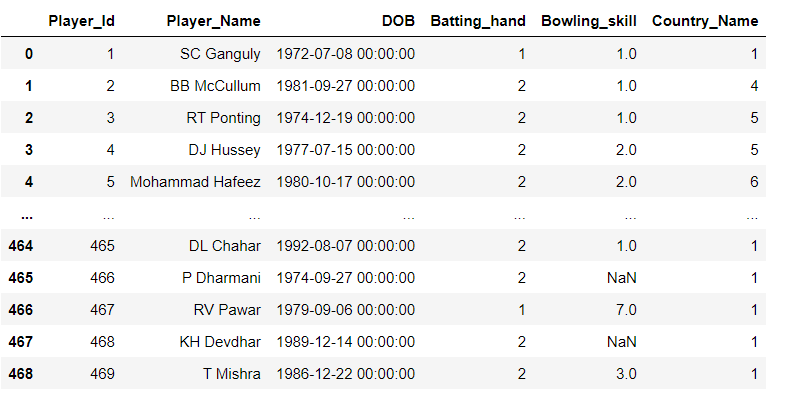 Player_Id Player_Name DOB Batting_hand Bowling_skill Country_Name
0 1 SC Ganguly 1972-07-08 00:00:00 1 1.0 1
1 2 BB McCullum 1981-09-27 00:00:00 2 1.0 4
2 3 RT Ponting 1974-12-19 00:00:00 2 1.0 5
3 4 DJ Hussey 1977-07-15 00:00:00 2 2.0 5
4 5 Mohammad Hafeez 1980-10-17 00:00:00 2 2.0 6
... ... ... ... ... ... ...
464 465 DL Chahar 1992-08-07 00:00:00 2 1.0 1
465 466 P Dharmani 1974-09-27 00:00:00 2 NaN 1
466 467 RV Pawar 1979-09-06 00:00:00 1 7.0 1
467 468 KH Devdhar 1989-12-14 00:00:00 2 NaN 1
468 469 T Mishra 1986-12-22 00:00:00 2 3.0 1